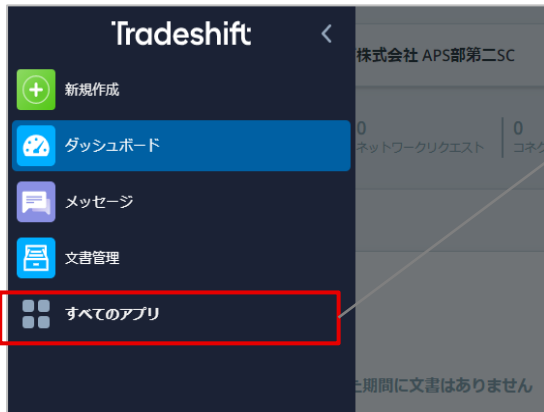 Tradeshift
株式会社 APS部第二SC
新規作成
ダッシュボード
0
ネットワークリクエスト
0
コネク
メッセージ
文書管理
すべてのアプリ
期間に文書はありません